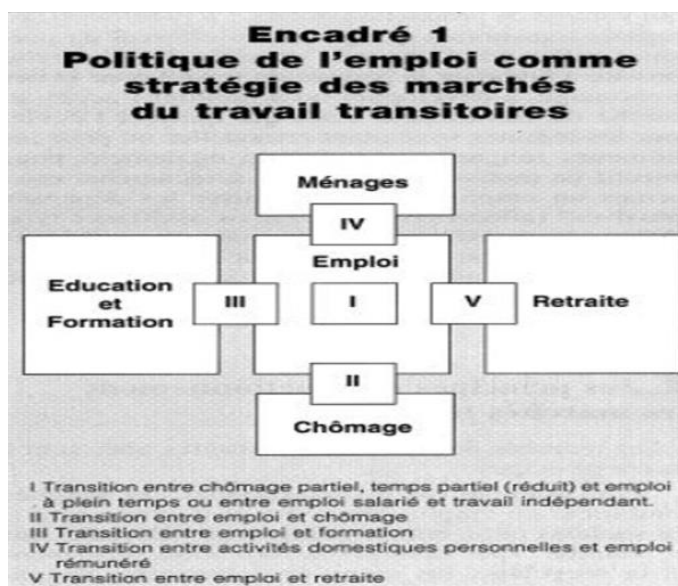 Encadré 1
Politique de l'emploi comme
stratégie des marchés
du travail transitoires
Ménages
IV
Emploi
Education
et
Formation
III
I
V
Retraite
II
Chômage
I Transition entre chômage partiel, temps partiel (réduit) et emploi
à plein temps ou entre emploi salarié et travail indépendant.
II Transition entre emploi et chômage
III Transition entre emploi et formation
IV Transition entre activités domestiques personnelles et emploi
rémunéré
V Transition entre emploi et retraite